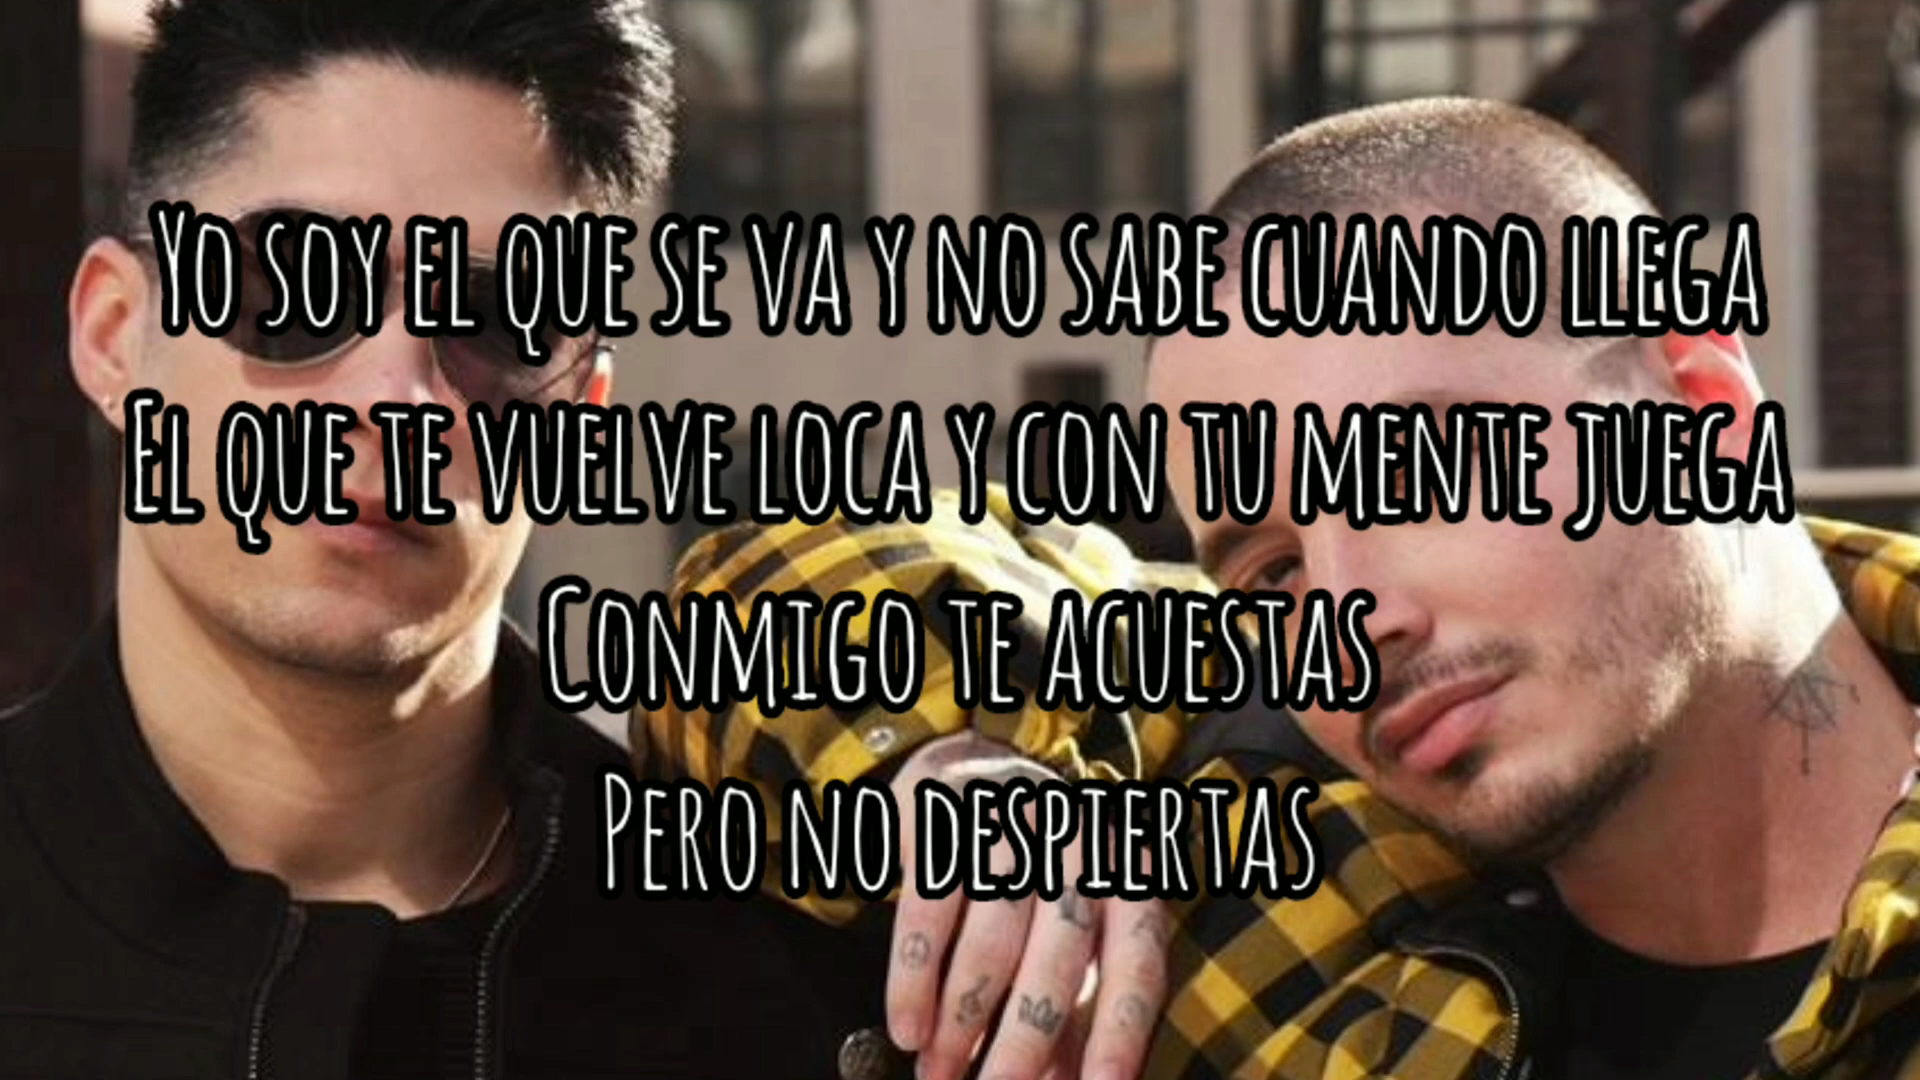 Yo soy el que se va y no sabe cuando llega
El que te vuelve loca y con tu mente juega
Conmigo te acuestas
Pero no despiertas